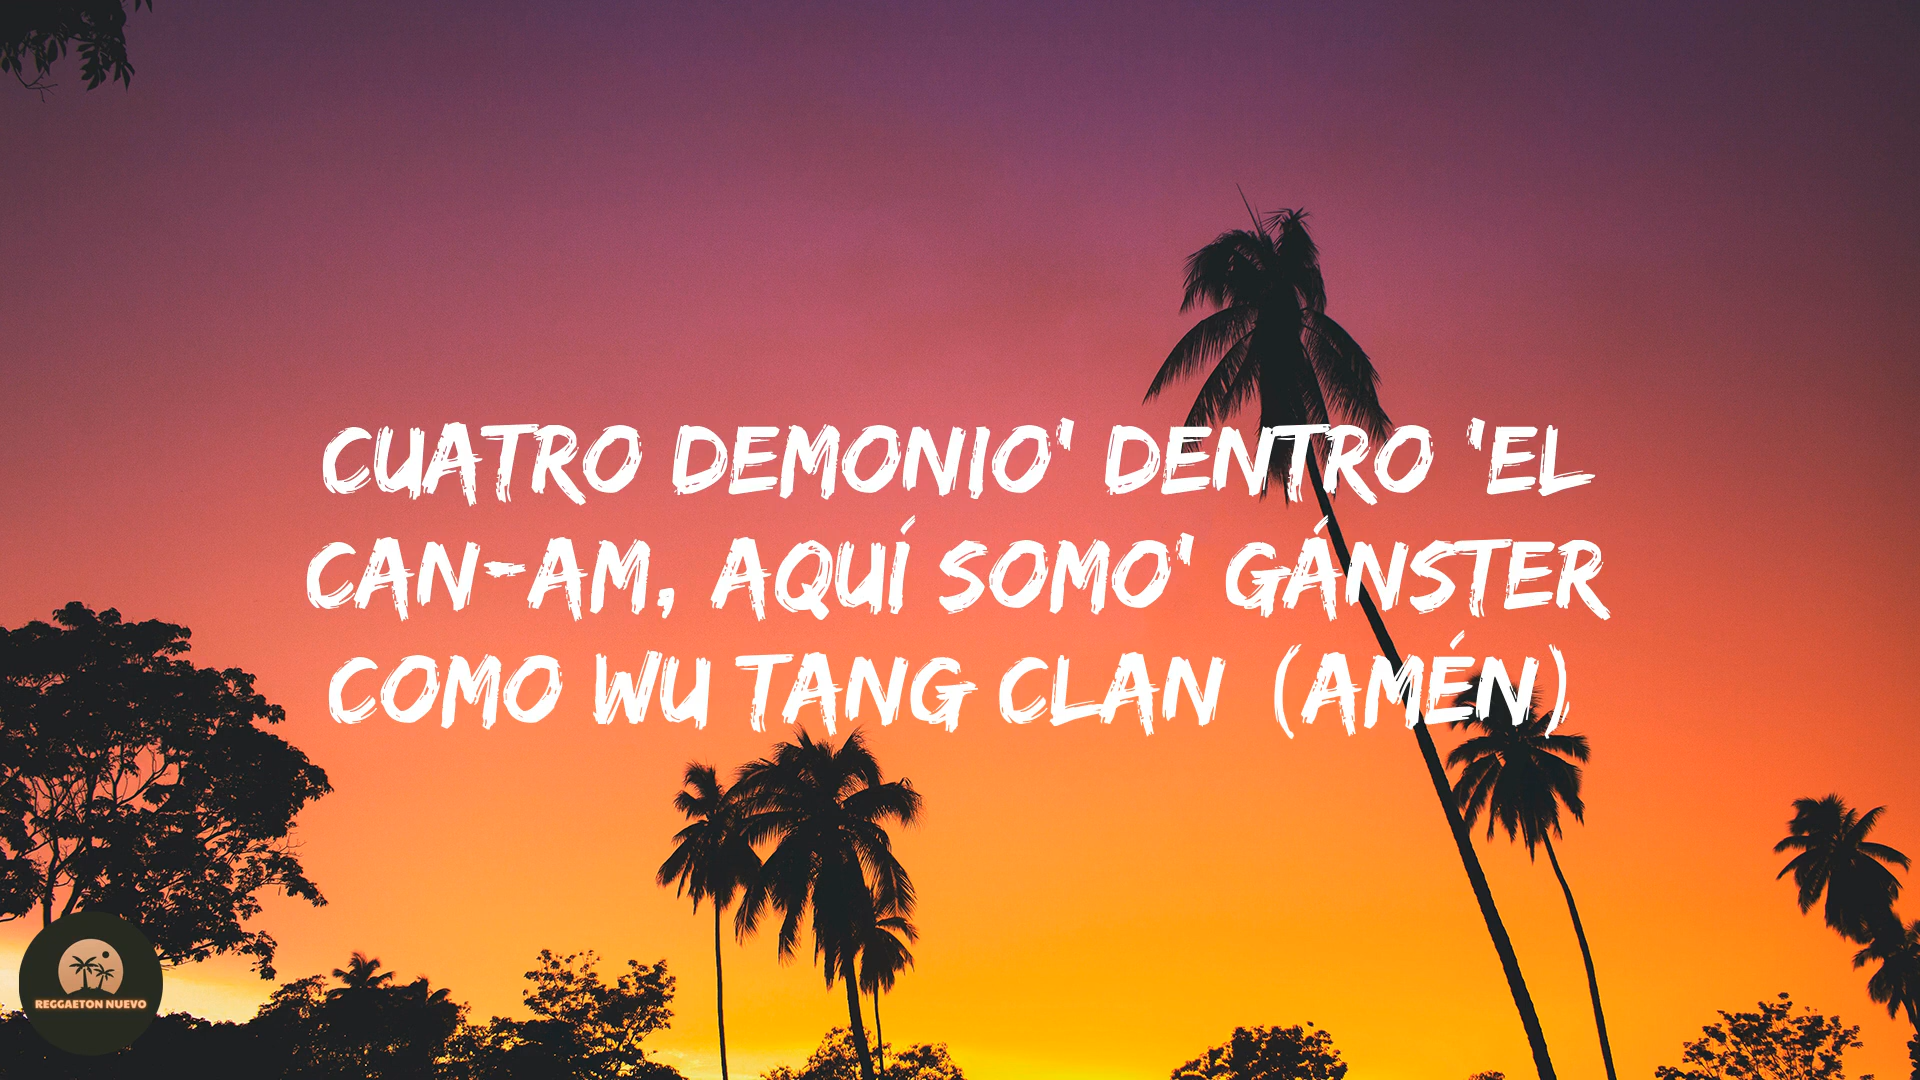 CUATRO DEMONIO' DENTRO 'EL
CAN-AM, AQUÍ SOMO' GÁNSTER
COMO WU TANG CLAN (AMÉN)
REGGAETON NUEVO